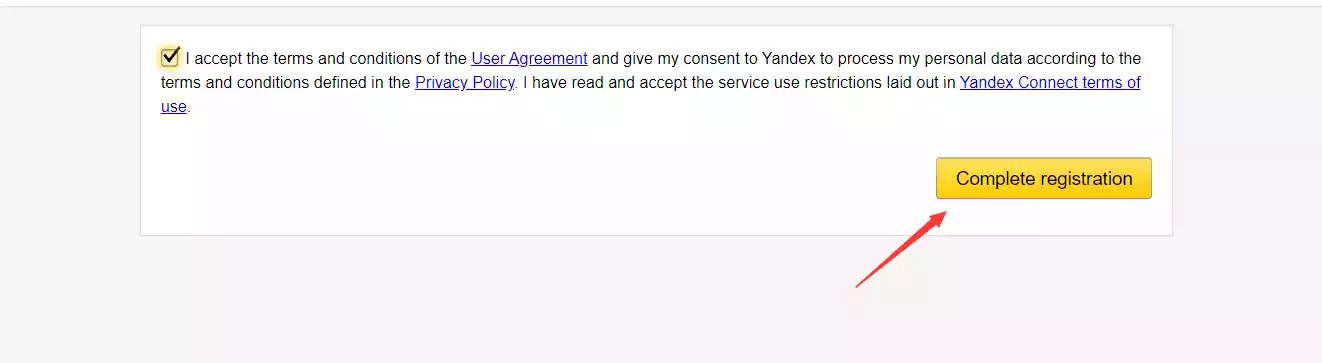 I accept the terms and conditions of the User Agreement and give my consent to Yandex to process my personal data according to the
terms and conditions defined in the Privacy Policy. I have read and accept the service use restrictions laid out in Yandex Connect terms of
use.
Complete registration